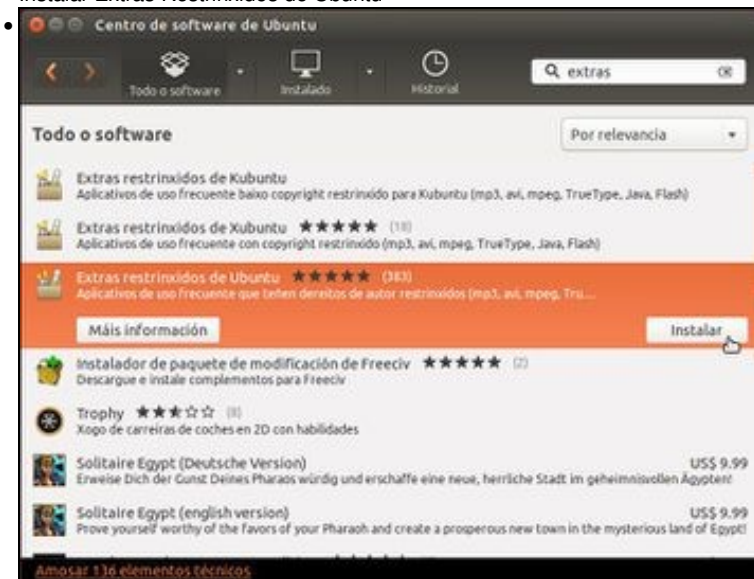 Instalar Extras Restrinxidos de Ubuntu
Centro de software de Ubuntu
Todo o software
Instalado
Historial
extras
Todo o software
Por relevancia
Extras restrinxidos de Kubuntu
Aplicativos de uso frecuente baixo copyright restrinxido para Kubuntu (mp3, avi, mpeg, TrueType, Java, Flash)
Extras restrinxidos de Xubuntu ★★★★★ (18)
Aplicativos de uso frecuente con copyright restrinxido (mp3, avi, mpeg, TrueType, Java, Flash)
Extras restrinxidos de Ubuntu ★★★★★ (383)
Aplicativos de uso frecuente que teñen dereitos de autor restrinxidos (mp3, avi, mpeg, Tru...
Máis información
Instalar
Instalador de paquete de modificación de Freeciv ★★★★★ (2)
Descargue e instale complementos para Freeciv
Trophy ★★★☆☆ (8)
Xogo de carreiras de coches en 2D con habilidades
Solitaire Egypt (Deutsche Version) US$ 9.99
Erweise Dich der Gunst Deines Pharaos würdig und erschaffe eine neue, herrliche Stadt im geheimnisvollen Ägypten!
Solitaire Egypt (english version) US$ 9.99
Prove yourself worthy of the favors of your Pharaoh and create a prosperous new town in the mysterious land of Egypt!
Amosar 136 elementos técnicos